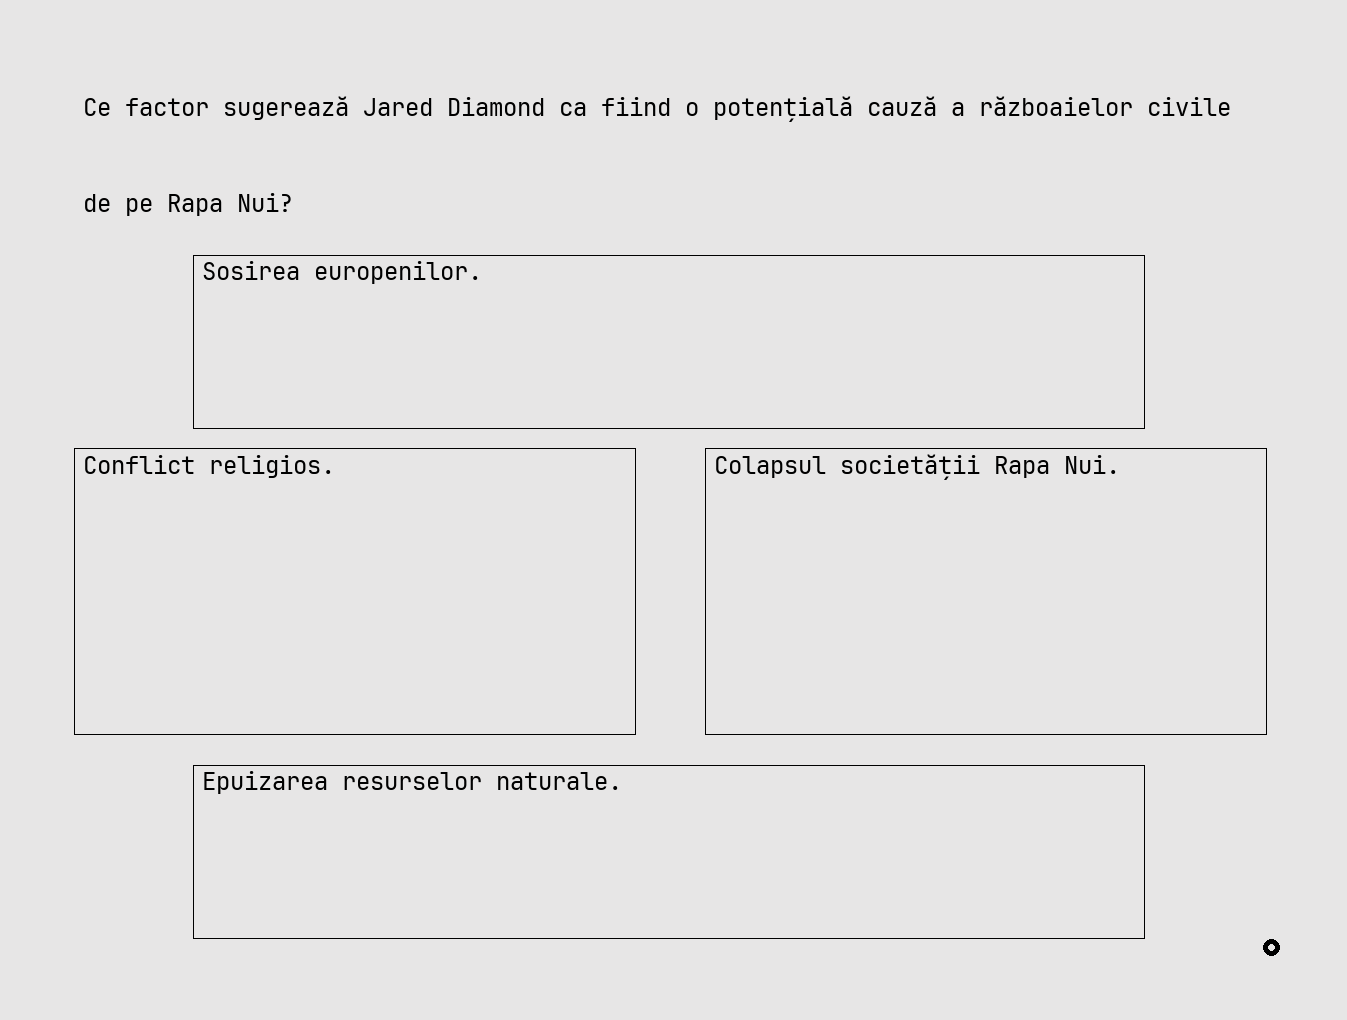 Ce factor sugerează Jared Diamond ca fiind o potențială cauză a războaielor civile
de pe Rapa Nui?
Sosirea europenilor.
Conflict religios.
Colapsul societății Rapa Nui.
Epuizarea resurselor naturale.